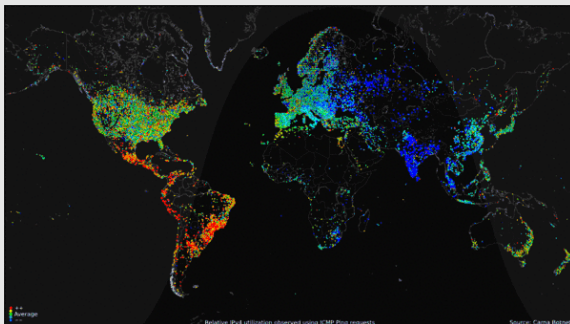 ++
Average
--
Relative IPv4 utilization observed using ICMP Ping requests
Source: Carna Botnet